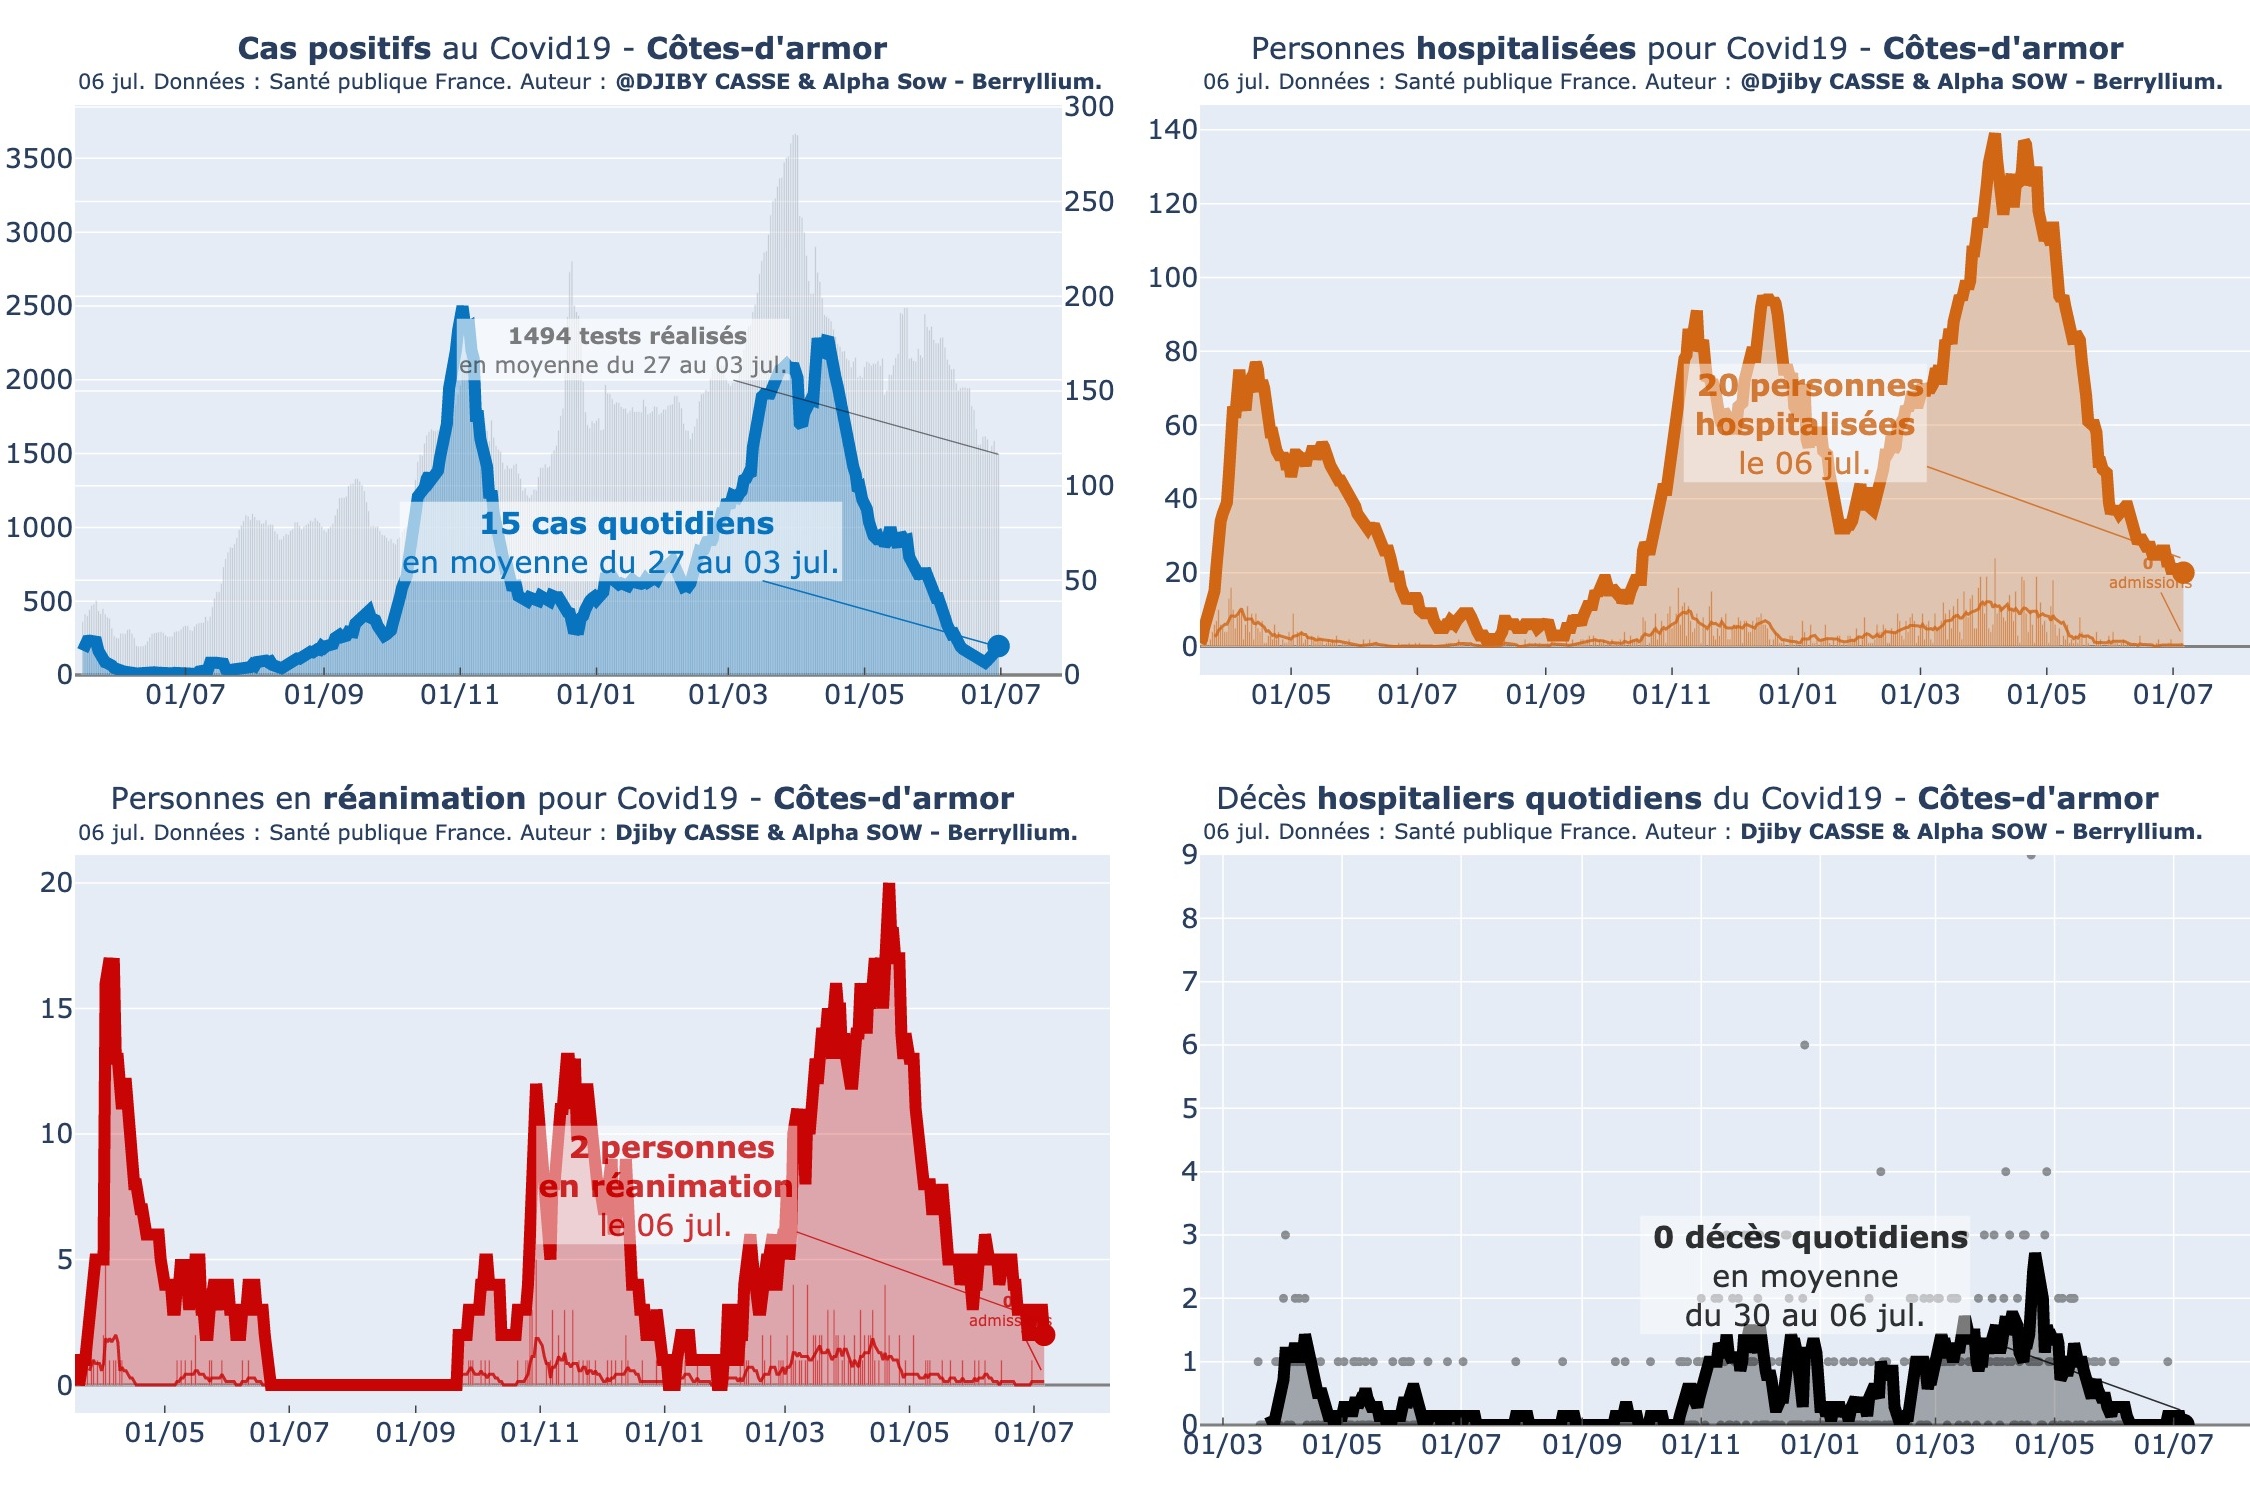 Cas positifs au Covid19 - Côtes-d'armor
06 jul. Données : Santé publique France. Auteur : @DJIBY CASSE & Alpha Sow - Berryllium.
300
3500
250
3000
2500
200
1494 tests réalisés
en moyenne du 27 au 03 jul.
2000
150
1500
100
1000
15 cas quotidiens
en moyenne du 27 au 03 jul.
500
50
0
0
01/07 01/09 01/11 01/01 01/03 01/05 01/07
Personnes hospitalisées pour Covid19 - Côtes-d'armor
06 jul. Données : Santé publique France. Auteur : @Djiby CASSE & Alpha SOW - Berryllium.
140
120
100
80
20 personnes
hospitalisées
le 06 jul.
60
40
20
0
admissions
0
01/05 01/07 01/09 01/11 01/01 01/03 01/05 01/07
Personnes en réanimation pour Covid19 - Côtes-d'armor
06 jul. Données : Santé publique France. Auteur : Djiby CASSE & Alpha SOW - Berryllium.
20
15
10
2 personnes
en réanimation
le 06 jul.
5
0
admissions
0
01/05 01/07 01/09 01/11 01/01 01/03 01/05 01/07
Décès hospitaliers quotidiens du Covid19 - Côtes-d'armor
06 jul. Données : Santé publique France. Auteur : Djiby CASSE & Alpha SOW - Berryllium.
9
8
7
6
5
4
3
0 décès quotidiens
en moyenne
du 30 au 06 jul.
2
1
0
01/03 01/05 01/07 01/09 01/11 01/01 01/03 01/05 01/07